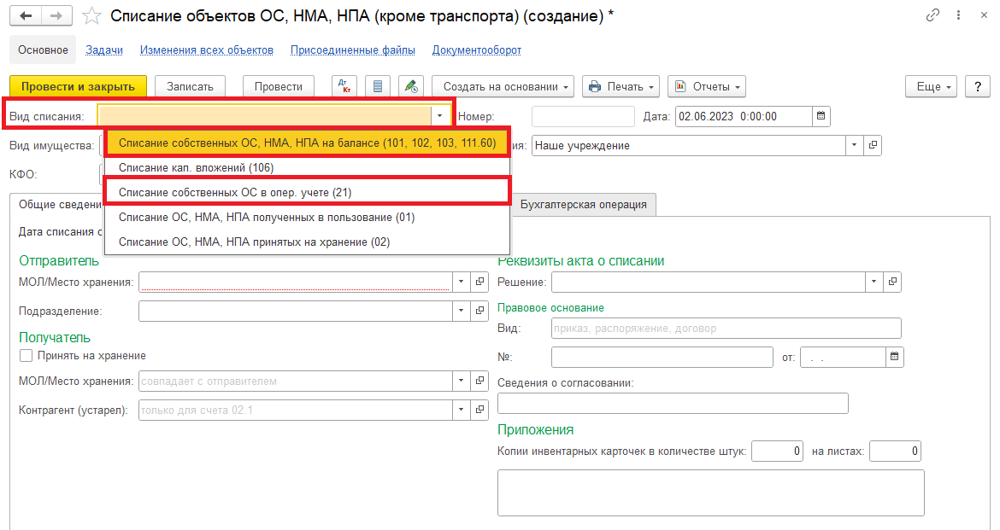 Списание объектов ОС, НМА, НПА (кроме транспорта) (создание) *
Основное Задачи Изменения всех объектов Присоединенные файлы Документооборот
Провести и закрыть Записать Провести Дт Кт Создать на основании Печать Отчеты Еще ?
Вид списания: Номер: Дата: 02.06.2023 0:00:00
Вид имущества: Списание собственных ОС, НМА, НПА на балансе (101, 102, 103, 111.60) ия: Наше учреждение
Списание кап. вложений (106)
КФО:
Списание собственных ОС в опер. учете (21)
Общие сведени Бухгалтерская операция
Списание ОС, НМА, НПА полученных в пользование (01)
Дата списания с
Списание ОС, НМА, НПА принятых на хранение (02)
Отправитель Реквизиты акта о списании
МОЛ/Место хранения: Решение:
Подразделение: Правовое основание
Вид: приказ, распоряжение, договор
Получатель
Принять на хранение №: от: . .
МОЛ/Место хранения: совпадает с отправителем Сведения о согласовании:
Контрагент (устарел): только для счета 02.1
Приложения
Копии инвентарных карточек в количестве штук: 0 на листах: 0